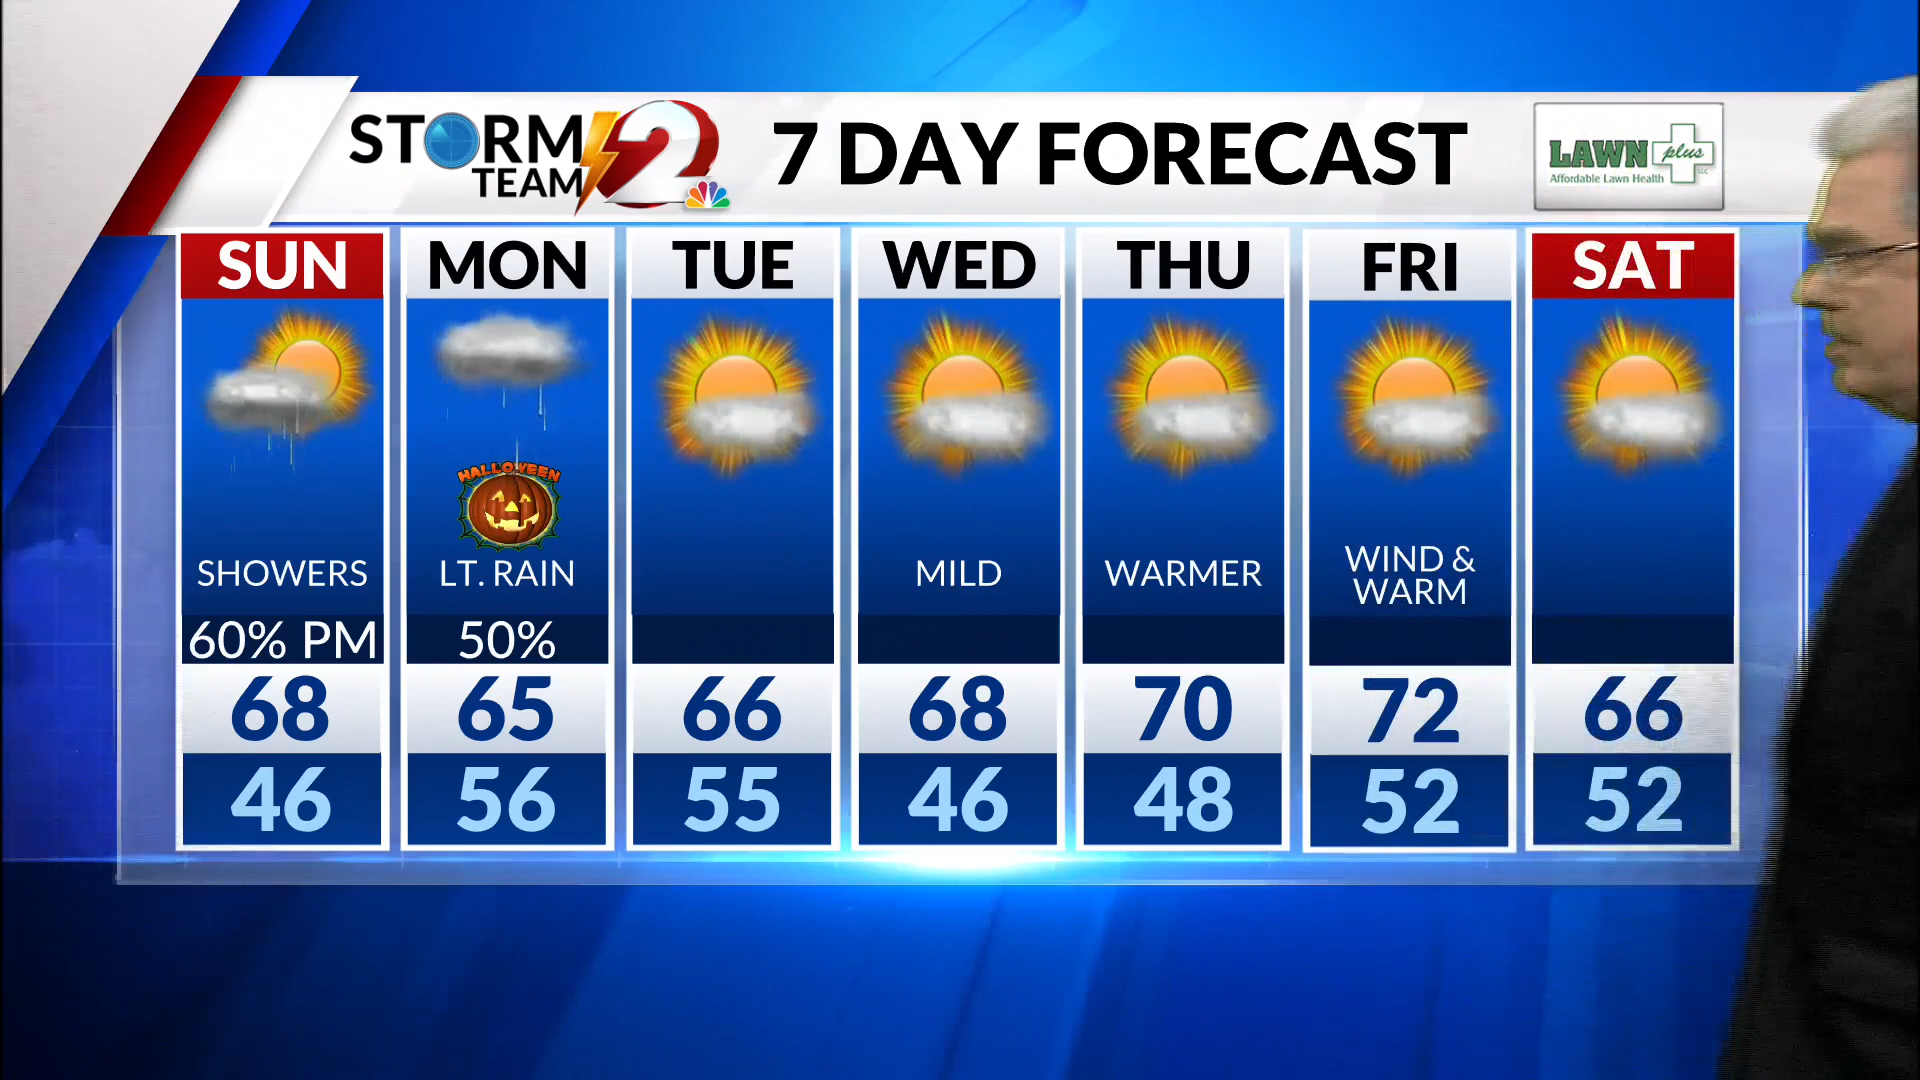 STORM
TEAM
2
7 DAY FORECAST
LAWN plus LLC
Affordable Lawn Health
SUN
MON
TUE
WED
THU
FRI
SAT
HALLOWEEN
SHOWERS
LT. RAIN
MILD
WARMER
WIND &
WARM
60% PM
50%
68
65
66
68
70
72
66
46
56
55
46
48
52
52